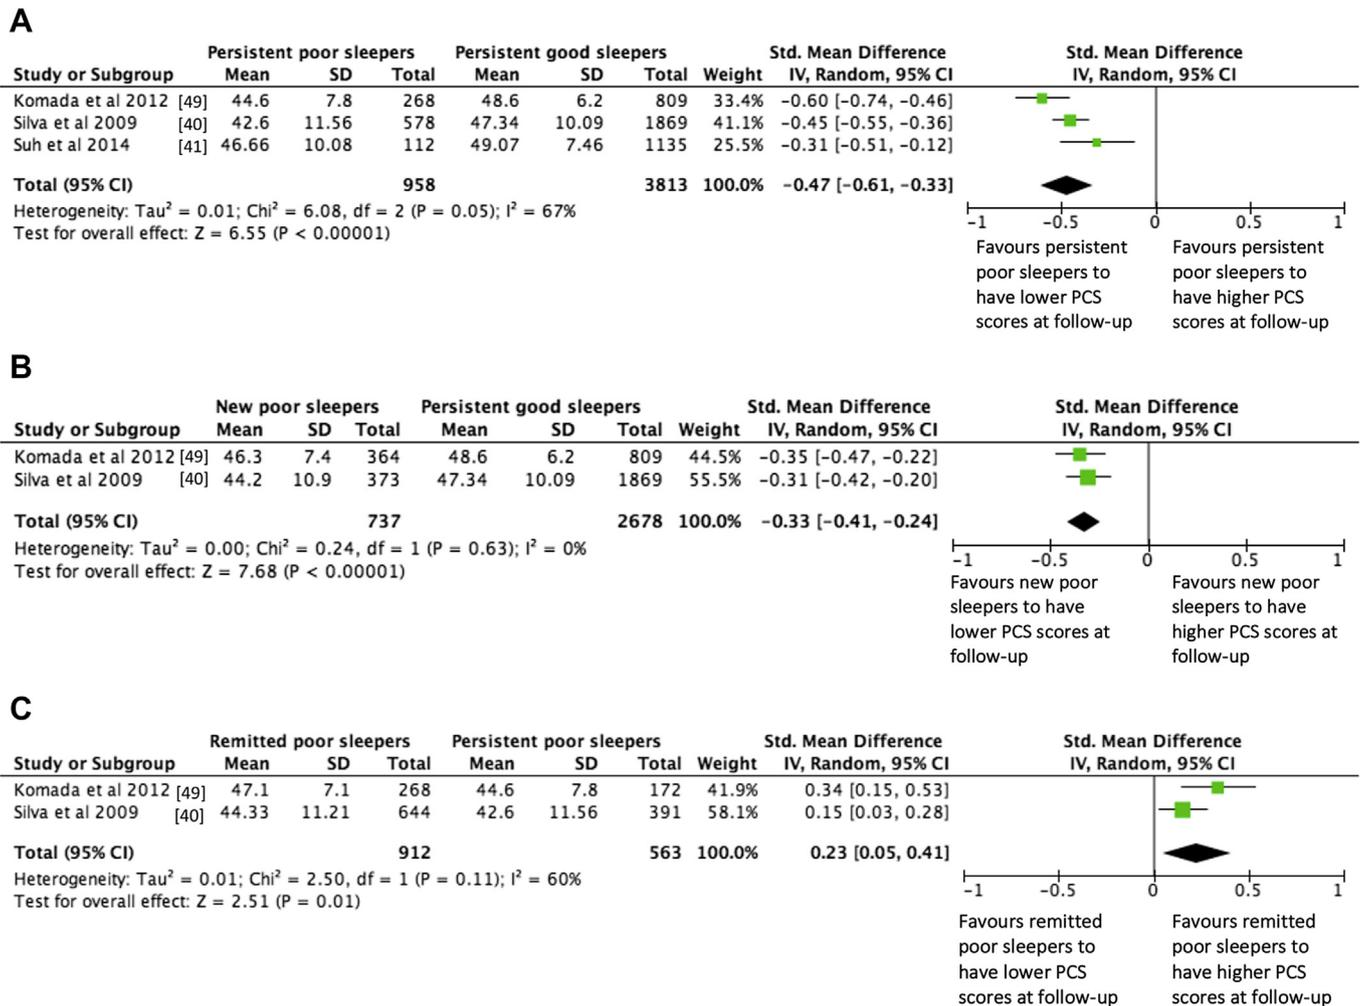 A
Persistent poor sleepers Persistent good sleepers Std. Mean Difference Std. Mean Difference
Study or Subgroup Mean SD Total Mean SD Total Weight IV, Random, 95% CI IV, Random, 95% CI
Komada et al 2012 [49] 44.6 7.8 268 48.6 6.2 809 33.4% −0.60 [−0.74, −0.46]
Silva et al 2009 [40] 42.6 11.56 578 47.34 10.09 1869 41.1% −0.45 [−0.55, −0.36]
Suh et al 2014 [41] 46.66 10.08 112 49.07 7.46 1135 25.5% −0.31 [−0.51, −0.12]
Total (95% CI) 958 3813 100.0% −0.47 [−0.61, −0.33]
Heterogeneity: Tau² = 0.01; Chi² = 6.08, df = 2 (P = 0.05); I² = 67%
Test for overall effect: Z = 6.55 (P < 0.00001)
−1 −0.5 0 0.5 1
Favours persistent
poor sleepers to
have lower PCS
scores at follow-up
Favours persistent
poor sleepers to
have higher PCS
scores at follow-up
B
New poor sleepers Persistent good sleepers Std. Mean Difference Std. Mean Difference
Study or Subgroup Mean SD Total Mean SD Total Weight IV, Random, 95% CI IV, Random, 95% CI
Komada et al 2012 [49] 46.3 7.4 364 48.6 6.2 809 44.5% −0.35 [−0.47, −0.22]
Silva et al 2009 [40] 44.2 10.9 373 47.34 10.09 1869 55.5% −0.31 [−0.42, −0.20]
Total (95% CI) 737 2678 100.0% −0.33 [−0.41, −0.24]
Heterogeneity: Tau² = 0.00; Chi² = 0.24, df = 1 (P = 0.63); I² = 0%
Test for overall effect: Z = 7.68 (P < 0.00001)
−1 −0.5 0 0.5 1
Favours new poor
sleepers to have
lower PCS scores at
follow-up
Favours new poor
sleepers to have
higher PCS scores at
follow-up
C
Remitted poor sleepers Persistent poor sleepers Std. Mean Difference Std. Mean Difference
Study or Subgroup Mean SD Total Mean SD Total Weight IV, Random, 95% CI IV, Random, 95% CI
Komada et al 2012 [49] 47.1 7.1 268 44.6 7.8 172 41.9% 0.34 [0.15, 0.53]
Silva et al 2009 [40] 44.33 11.21 644 42.6 11.56 391 58.1% 0.15 [0.03, 0.28]
Total (95% CI) 912 563 100.0% 0.23 [0.05, 0.41]
Heterogeneity: Tau² = 0.01; Chi² = 2.50, df = 1 (P = 0.11); I² = 60%
Test for overall effect: Z = 2.51 (P = 0.01)
−1 −0.5 0 0.5 1
Favours remitted
poor sleepers to
have lower PCS
scores at follow-up
Favours remitted
poor sleepers to
have higher PCS
scores at follow-up